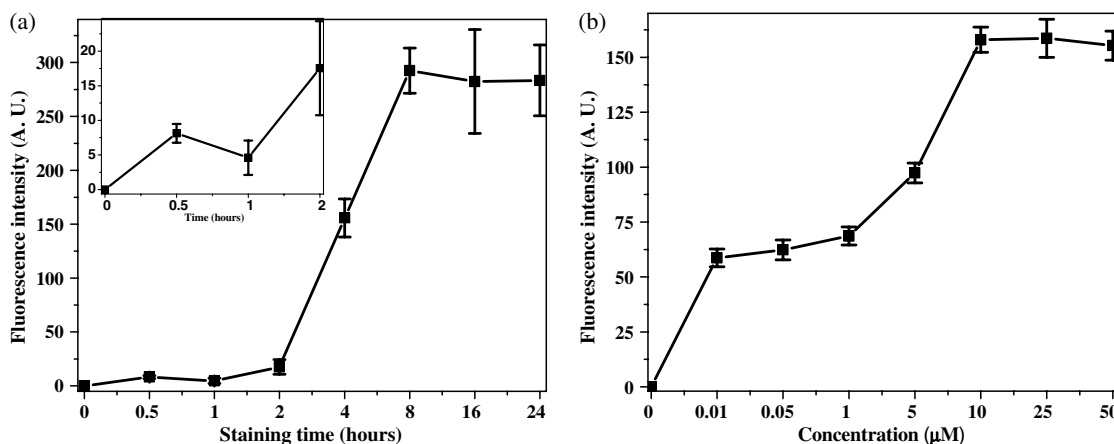 (a)
Fluorescence intensity (A. U.)
300
250
200
150
100
50
0
0 0.5 1 2 4 8 16 24
Staining time (hours)
20
15
10
5
0
0 0.5 1 2
Time (hours)
(b)
Fluorescence intensity (A. U.)
150
125
100
75
50
25
0
0 0.01 0.05 1 5 10 25 50
Concentration (μM)